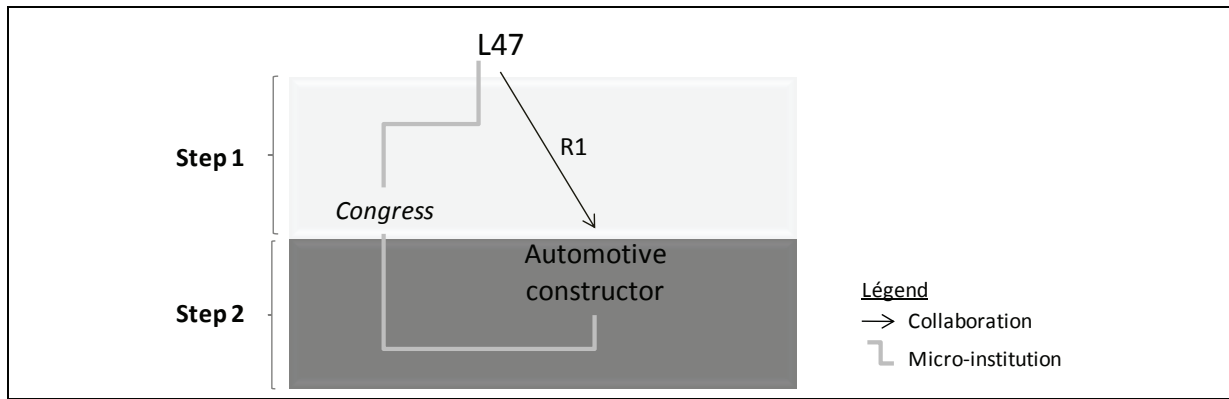 L47
Step 1
R1
Congress
Automotive
constructor
Step 2
Légend
Collaboration
Micro-institution